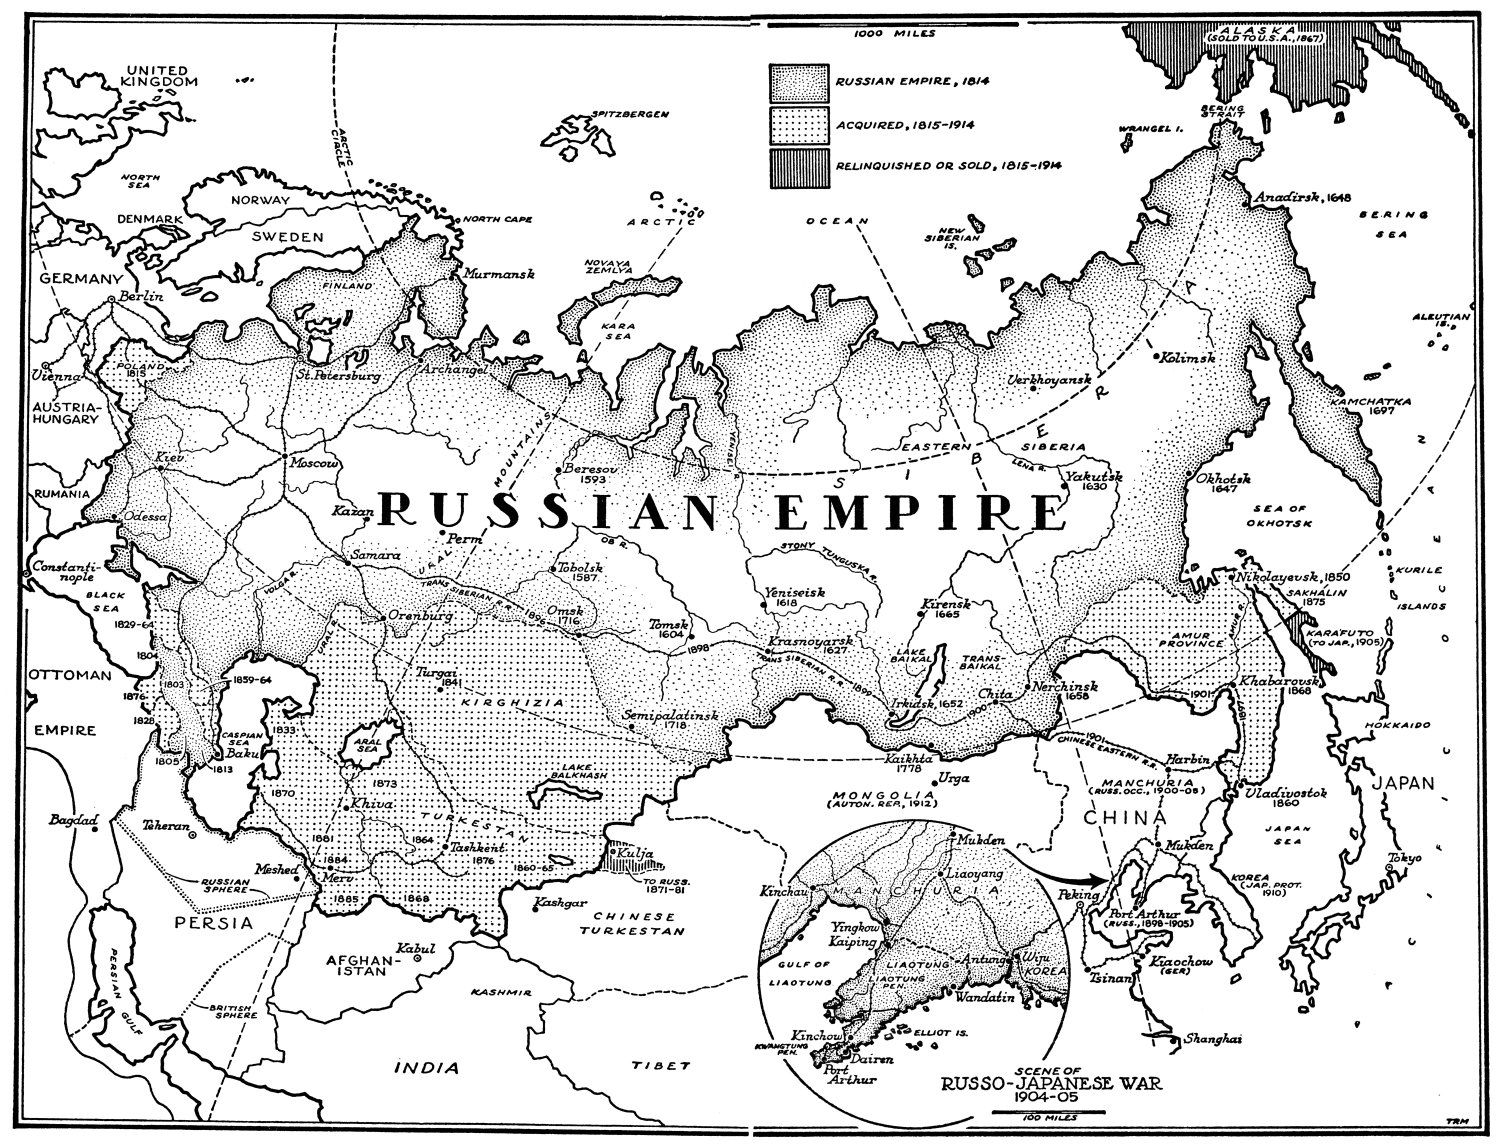 1000 MILES
ALASKA
(SOLD TO U.S.A., 1867)
RUSSIAN EMPIRE, 1814
ACQUIRED, 1815-1914
RELINQUISHED OR SOLD, 1815-1914
UNITED
KINGDOM
SPITZBERGEN
ARCTIC
CIRCLE
BERING
STRAIT
WRANGEL I.
NORTH
SEA
NORWAY
DENMARK
SWEDEN
NORTH CAPE
ARCTIC
OCEAN
Anadirsk, 1648
BERING
SEA
NEW
SIBERIAN
IS.
GERMANY
Berlin
FINLAND
Murmansk
NOVAYA
ZEMLYA
KARA
SEA
ALEUTIAN
IS.
Vienna
POLAND
1815
St. Petersburg
Archangel
Verkhoyansk
Kolimsk
AUSTRIA-
HUNGARY
KAMCHATKA
1697
Kiev
Moscow
MOUNTAINS
Beresov
1593
YENISEI R.
SIBERIA
EASTERN
SIBERIA
LENA R.
Yakutsk
1630
Okhotsk
1647
RUMANIA
Odessa
Kazan
RUSSIAN EMPIRE
SEA OF
OKHOTSK
PACIFIC
OCEAN
Perm
URAL
OB R.
STONY TUNGUSKA R.
Constanti-
nople
Samara
VOLGA R.
TRANS SIBERIAN R.R.
1896
Tobolsk
1587
BLACK
SEA
Yeniseisk
1618
Kirensk
1665
Nikolayevsk, 1850
SAKHALIN
1875
KURILE
ISLANDS
1829-64
Orenburg
URAL R.
Omsk
1716
Tomsk
1604
1898
Krasnoyarsk
1627
TRANS SIBERIAN R.R.
1899
LAKE
BAIKAL
TRANS-
BAIKAL
AMUR
PROVINCE
AMUR R.
KARAFUTO
(TO JAP., 1905)
1804
OTTOMAN
1803
1859-64
1876
Turgai
1841
KIRGHIZIA
Semipalatinsk
1718
Irkutsk, 1652
1900
Chita
Nerchinsk
1658
1901
Khabarovsk
1868
1897
EMPIRE
1828
CASPIAN
SEA
1833
ARAL
SEA
HOKKAIDO
1805
Baku
1813
1870
1873
LAKE
BALKHASH
Kaikhta
1778
Urga
1901
CHINESE EASTERN R.R.
Harbin
MONGOLIA
(AUTON. REP., 1912)
MANCHURIA
(RUSS. OCC., 1900-05)
CHINA
Vladivostok
1860
JAPAN
JAPAN
SEA
Bagdad
Teheran
Khiva
TURKESTAN
1881
1864
Tashkent
1876
1884
Merv
1860-65
Kulja
TO RUSS.
1871-81
Meshed
RUSSIAN
SPHERE
1885
1868
Kashgar
PERSIA
CHINESE
TURKESTAN
Kabul
AFGHAN-
ISTAN
PERSIAN
GULF
BRITISH
SPHERE
KASHMIR
INDIA
TIBET
Mukden
Liaoyang
Kinchau
MANCHURIA
Yingkow
Kaiping
GULF OF
LIAOTUNG
LIAOTUNG
LIAOTUNG
PEN.
Antung
Wiju
KOREA
Wandatin
Kinchow
KWANGTUNG
PEN.
ELLIOT IS.
Dairen
Port
Arthur
Mukden
Peking
Port Arthur
(RUSS., 1898-1905)
KOREA
(JAP. PROT.
1910)
Tokyo
Kiaochow
(GER)
Tsinan
Shanghai
SCENE OF
RUSSO-JAPANESE WAR
1904-05
100 MILES
TRM